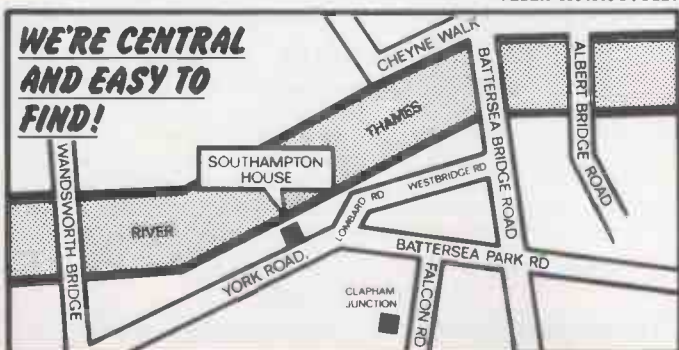 WE'RE CENTRAL
AND EASY TO
FIND!
CHEYNE WALK
BATTERSEA BRIDGE ROAD
ALBERT BRIDGE ROAD
THAMES
WANDSWORTH BRIDGE
SOUTHAMPTON
HOUSE
WESTBRIDGE RD
LOMBARD RD
RIVER
YORK ROAD.
BATTERSEA PARK RD
CLAPHAM
JUNCTION
FALCON RD